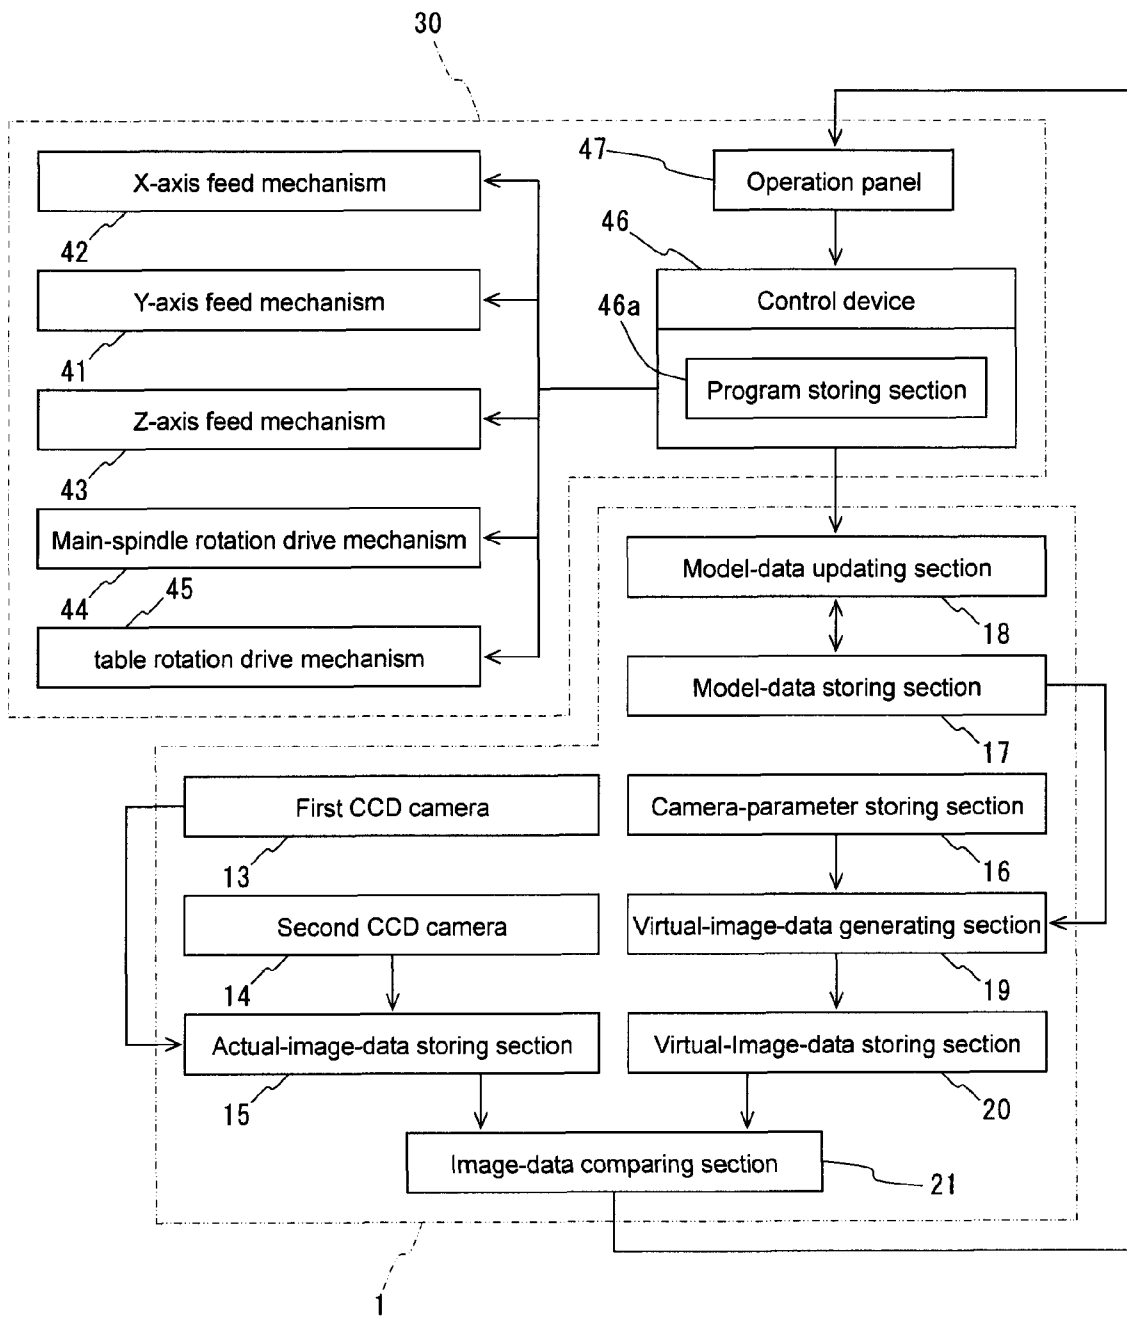 30
47
Operation panel
X-axis feed mechanism
42
46
Control device
46a
Program storing section
Y-axis feed mechanism
41
Z-axis feed mechanism
43
Main-spindle rotation drive mechanism
44
45
table rotation drive mechanism
Model-data updating section
18
Model-data storing section
17
First CCD camera
13
Camera-parameter storing section
16
Second CCD camera
14
Virtual-image-data generating section
19
Actual-image-data storing section
15
Virtual-Image-data storing section
20
Image-data comparing section
21
1